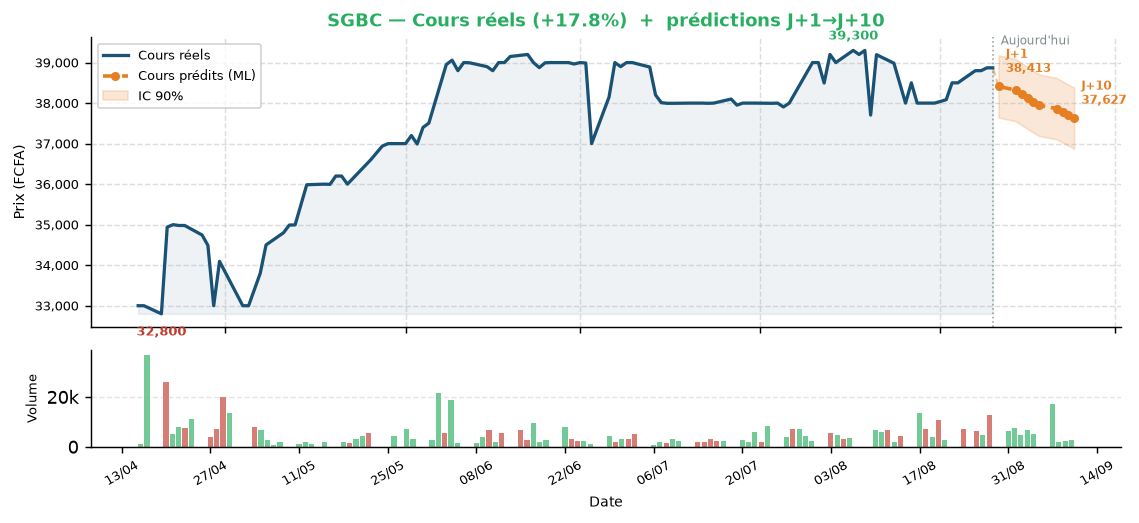 SGBC — Cours réels (+17.8%)  +  prédictions J+1→J+10
39,300
Aujourd'hui
Cours réels
Cours prédits (ML)
IC 90%
J+1
38,413
J+10
37,627
32,800
Prix (FCFA)
39,000
38,000
37,000
36,000
35,000
34,000
33,000
Volume
20k
0
13/04
27/04
11/05
25/05
08/06
22/06
06/07
20/07
03/08
17/08
31/08
14/09
Date